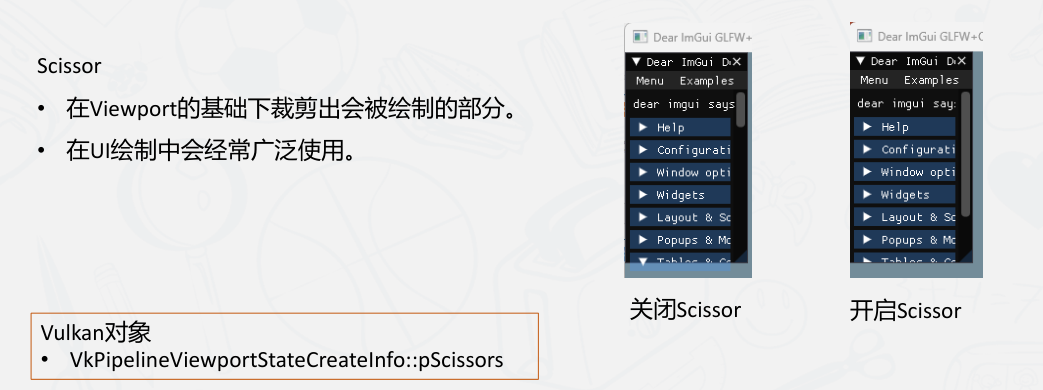 Scissor
• 在Viewport的基础下裁剪出会被绘制的部分。
• 在UI绘制中会经常广泛使用。
Vulkan对象
• VkPipelineViewportStateCreateInfo::pScissors
Dear ImGui GLFW+
Dear ImGui D
Menu Examples
dear imgui says
Help
Configurati
Window opti
Widgets
Layout & Sc
Popups & Mo
Tables & Co
关闭Scissor
Dear ImGui GLFW+C
Dear ImGui D
Menu Examples
dear imgui say
Help
Configurati
Window opti
Widgets
Layout & Sc
Popups & Mc
Tables & Co
开启Scissor